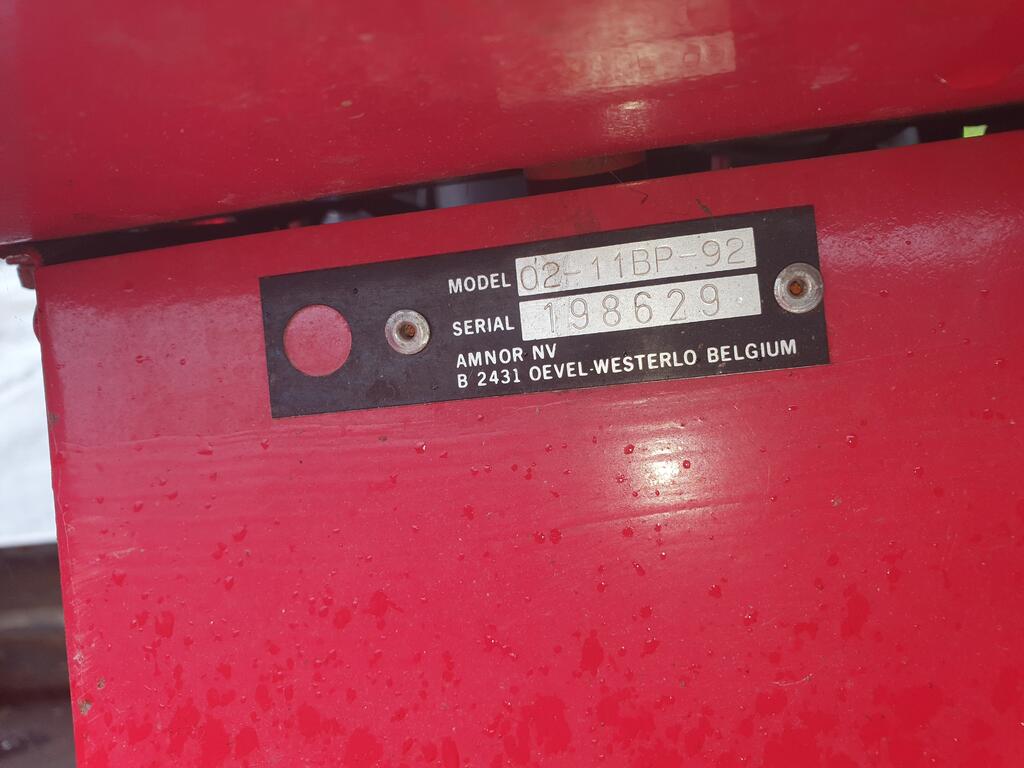 MODEL 02-11BP-92
SERIAL 198629
AMNOR NV
B 2431 OEVEL-WESTERLO BELGIUM